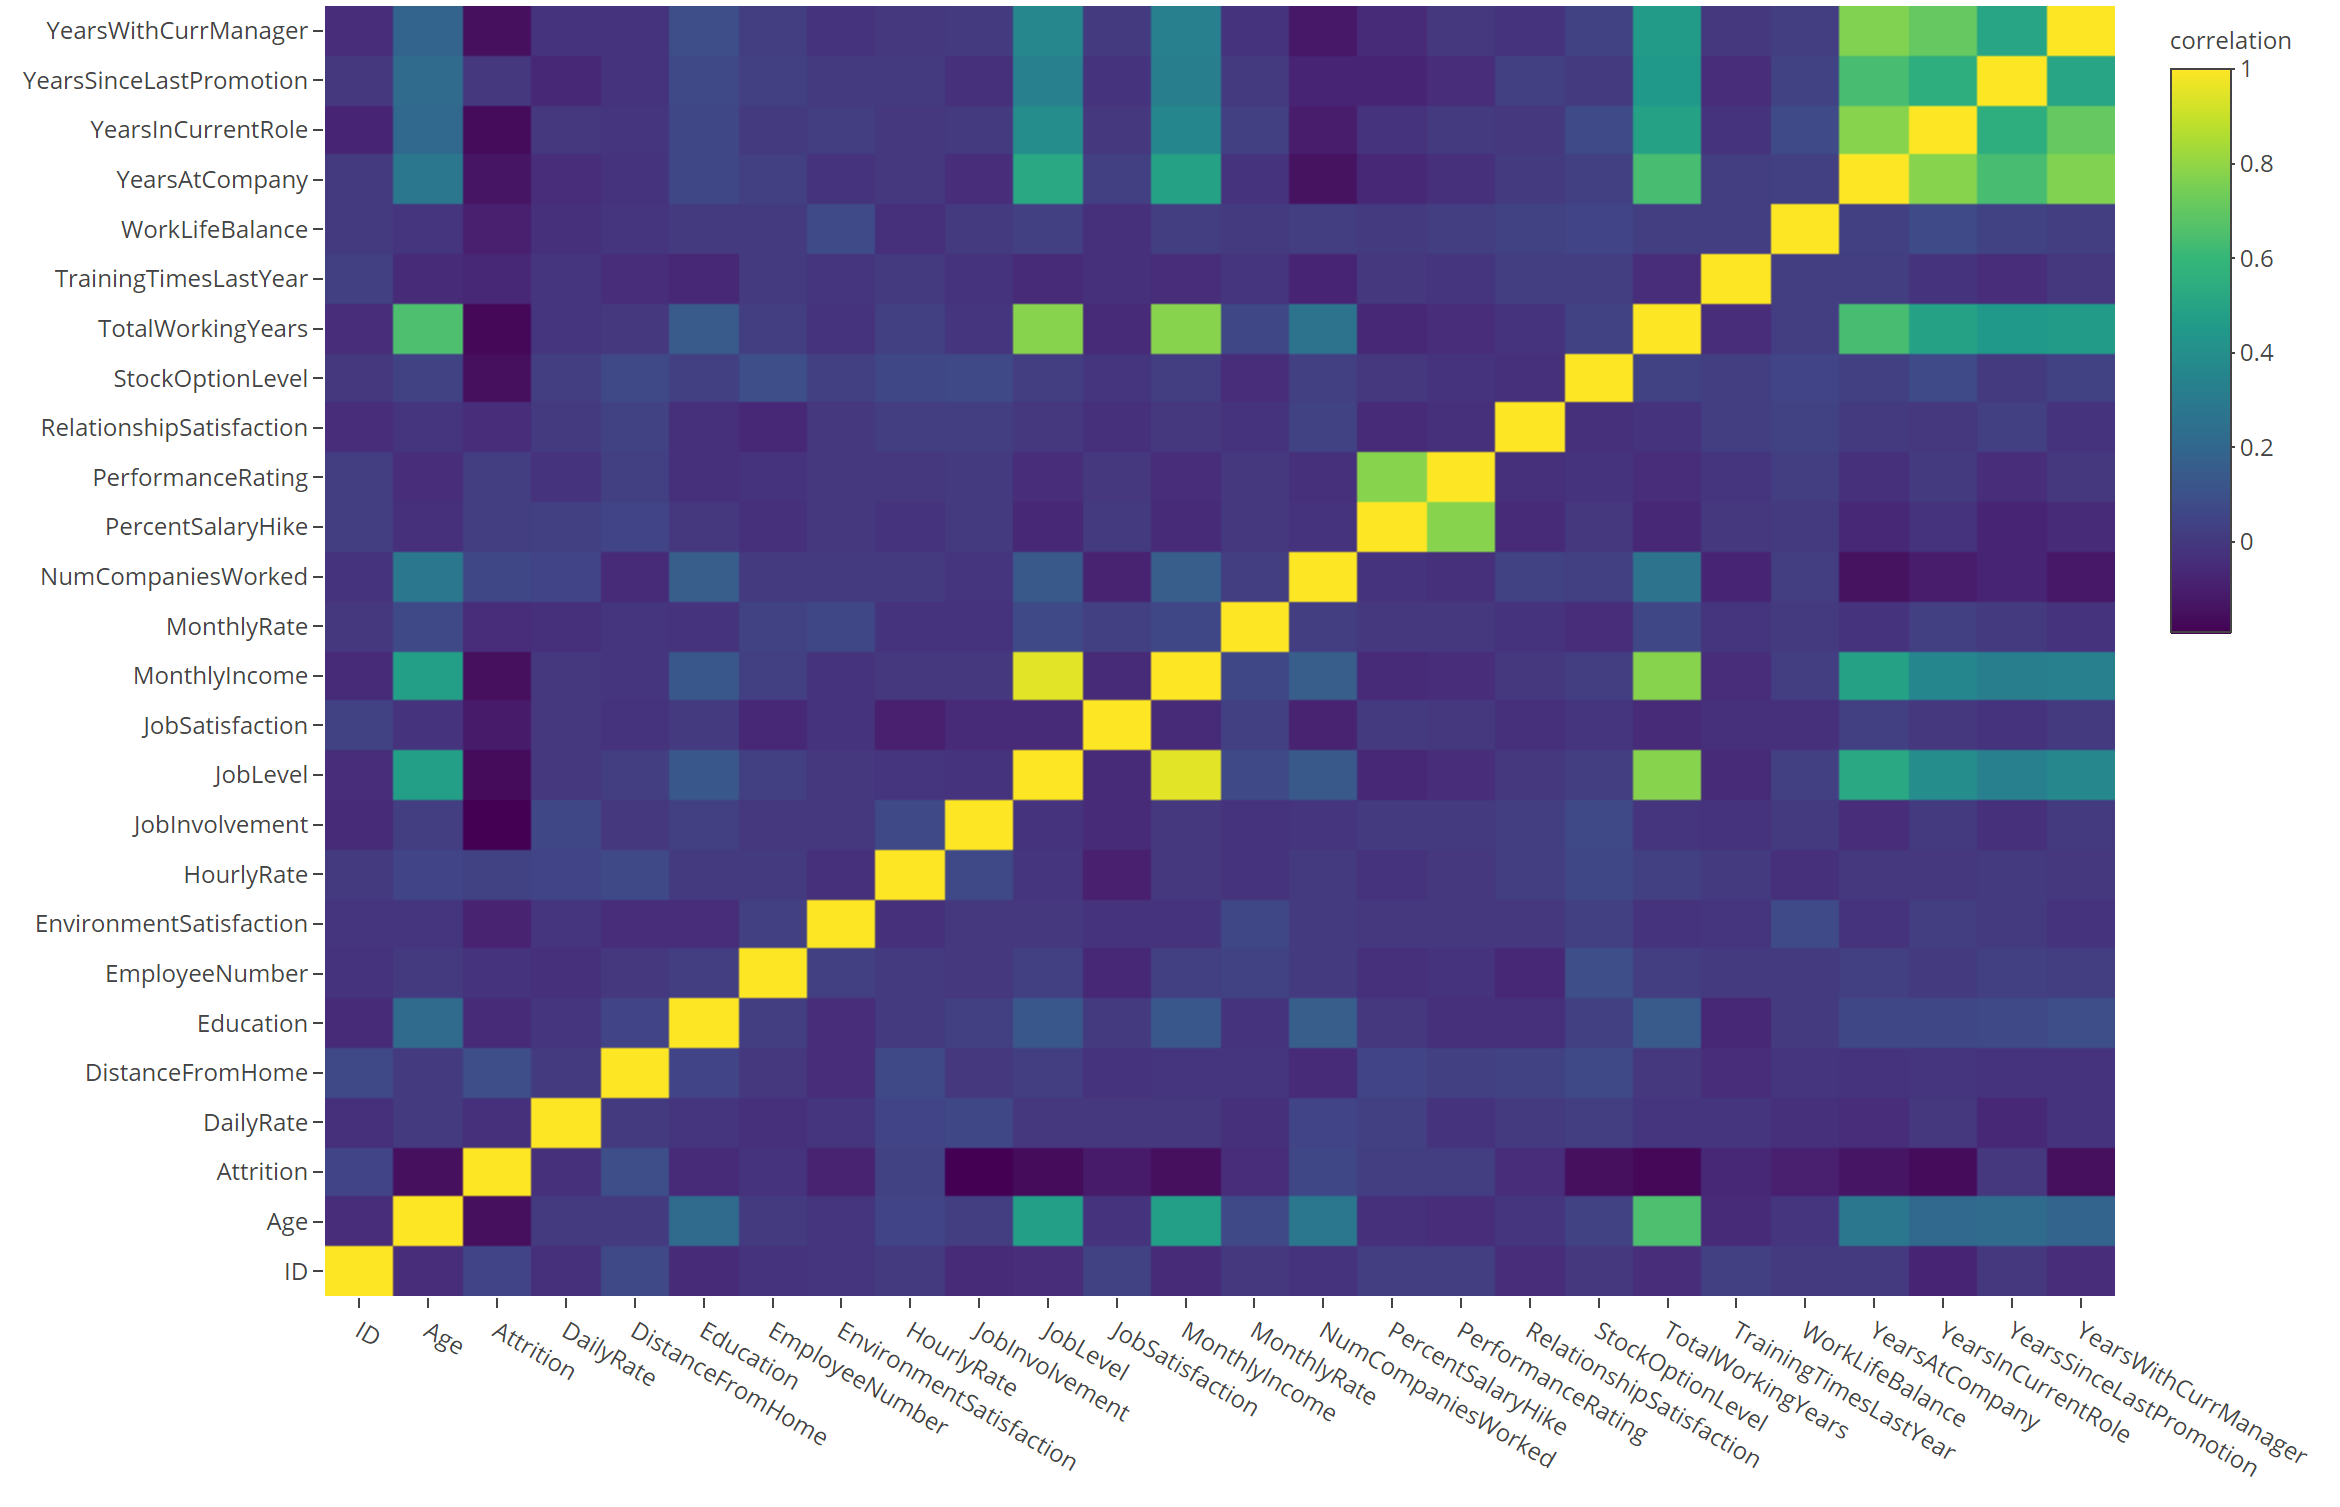 YearsWithCurrManager
YearsSinceLastPromotion
YearsInCurrentRole
YearsAtCompany
WorkLifeBalance
TrainingTimesLastYear
TotalWorkingYears
StockOptionLevel
RelationshipSatisfaction
PerformanceRating
PercentSalaryHike
NumCompaniesWorked
MonthlyRate
MonthlyIncome
JobSatisfaction
JobLevel
JobInvolvement
HourlyRate
EnvironmentSatisfaction
EmployeeNumber
Education
DistanceFromHome
DailyRate
Attrition
Age
ID
ID
Age
Attrition
DailyRate
DistanceFromHome
Education
EmployeeNumber
EnvironmentSatisfaction
HourlyRate
JobInvolvement
JobLevel
JobSatisfaction
MonthlyIncome
MonthlyRate
NumCompaniesWorked
PercentSalaryHike
PerformanceRating
RelationshipSatisfaction
StockOptionLevel
TotalWorkingYears
TrainingTimesLastYear
WorkLifeBalance
YearsAtCompany
YearsInCurrentRole
YearsSinceLastPromotion
YearsWithCurrManager
correlation
1
0.8
0.6
0.4
0.2
0